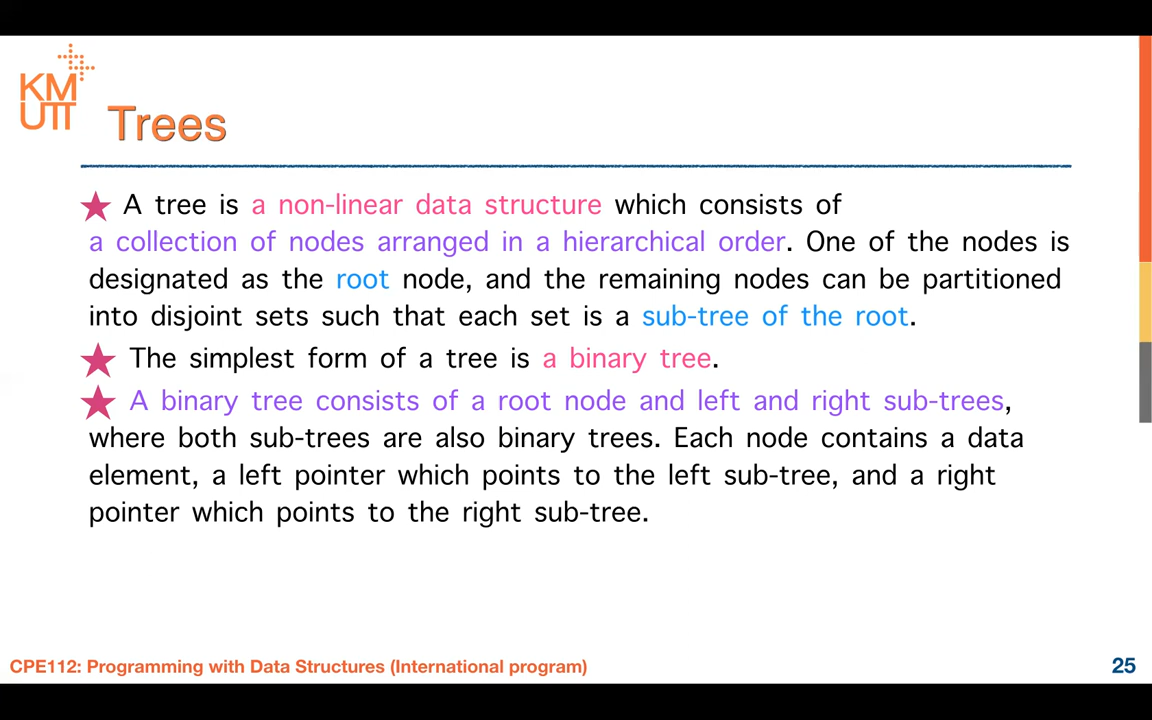 KM
UTT
Trees
★ A tree is a non-linear data structure which consists of
a collection of nodes arranged in a hierarchical order. One of the nodes is
designated as the root node, and the remaining nodes can be partitioned
into disjoint sets such that each set is a sub-tree of the root.
★ The simplest form of a tree is a binary tree.
★ A binary tree consists of a root node and left and right sub-trees,
where both sub-trees are also binary trees. Each node contains a data
element, a left pointer which points to the left sub-tree, and a right
pointer which points to the right sub-tree.
CPE112: Programming with Data Structures (International program)
25